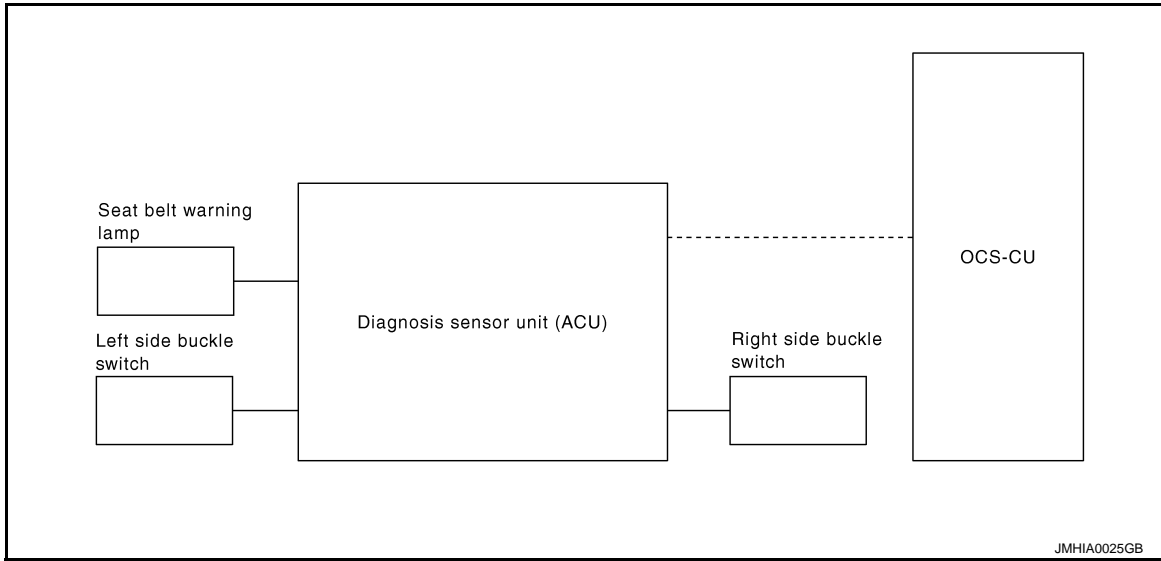 Seat belt warning
lamp
Left side buckle
switch
Diagnosis sensor unit (ACU)
Right side buckle
switch
OCS-CU
JMHIA0025GB